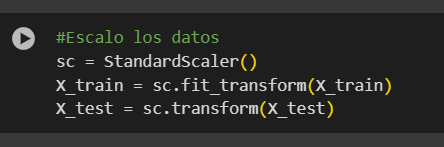 #Escalo los datos
sc = StandardScaler()
X_train = sc.fit_transform(X_train)
X_test = sc.transform(X_test)